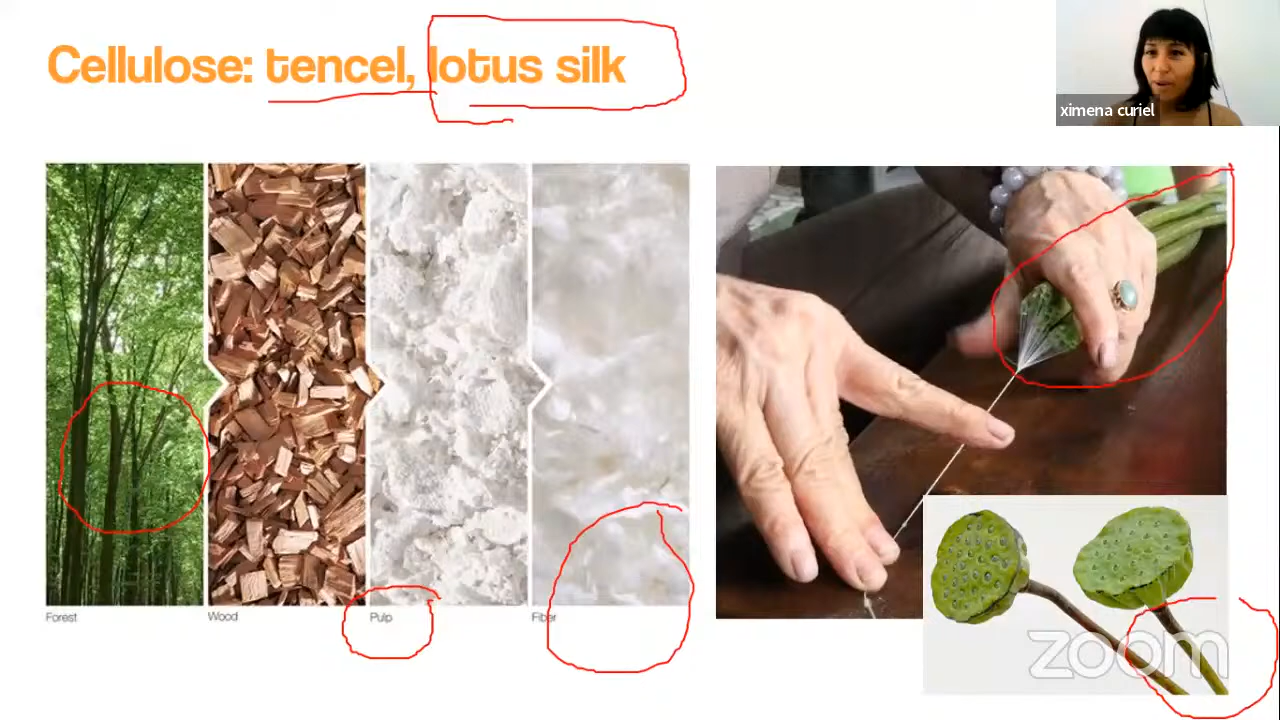 Cellulose: tencel, lotus silk
ximena curiel
Forest
Wood
Pulp
Fiber
zoom